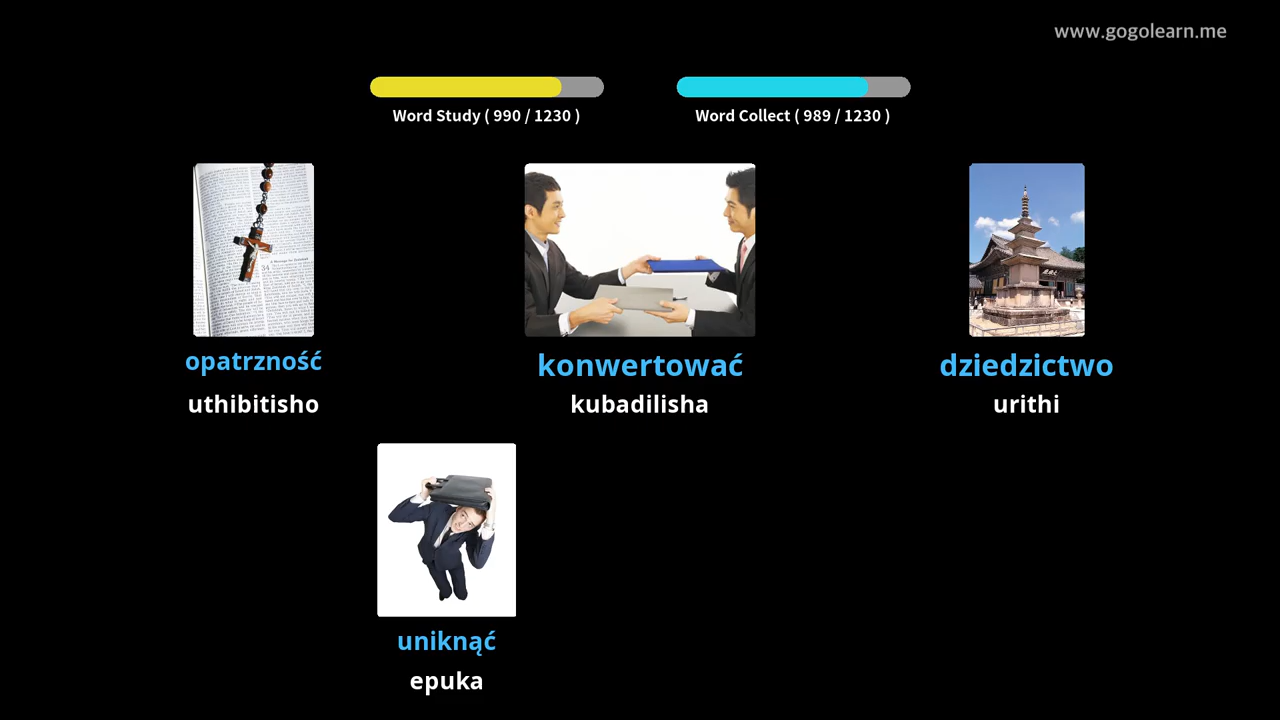 www.gogolearn.me
Word Study ( 990 / 1230 )
Word Collect ( 989 / 1230 )
opatrzność
konwertować
dziedzictwo
uthibitisho
kubadilisha
urithi
uniknąć
epuka